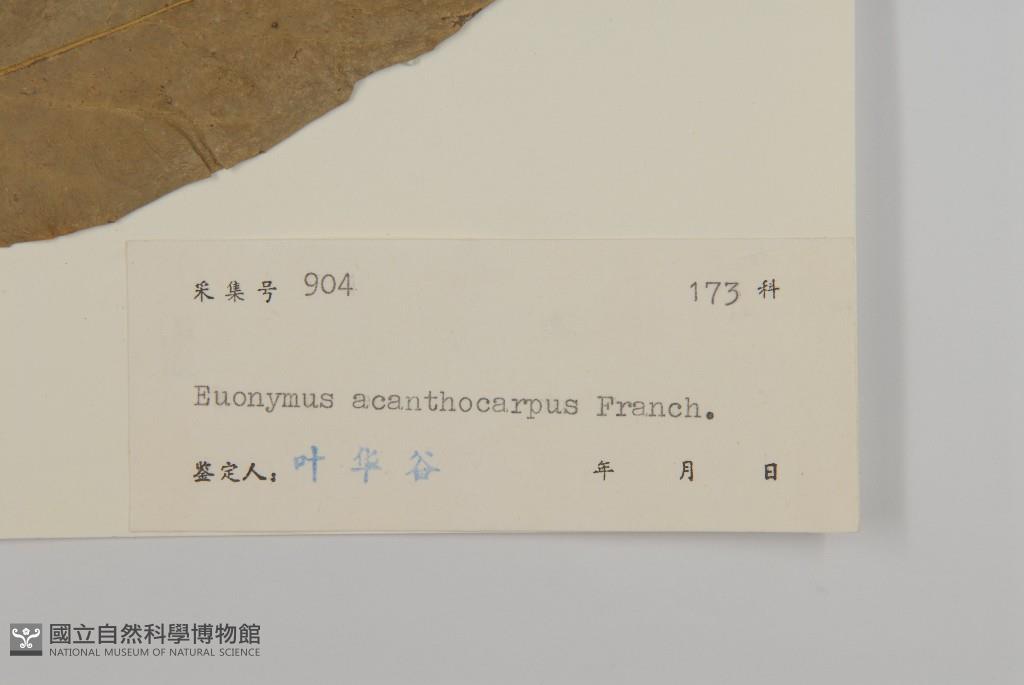 采集号 904 173 科
Euonymus acanthocarpus Franch.
鉴定人: 叶华谷 年 月 日
國立自然科學博物館
NATIONAL MUSEUM OF NATURAL SCIENCE